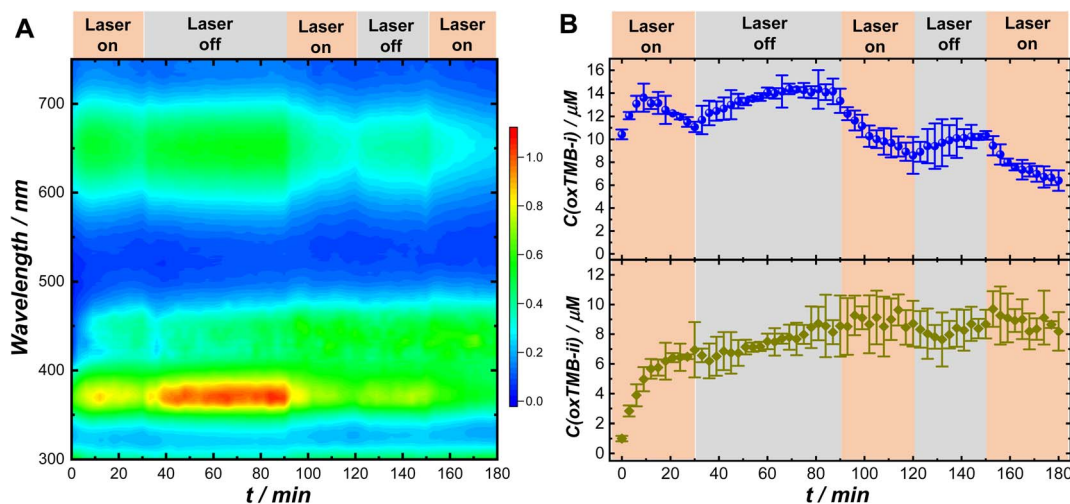 A
Laser on
Laser off
Laser on
Laser off
Laser on
Wavelength / nm
700
600
500
400
300
0 20 40 60 80 100 120 140 160 180
t / min
1.0
0.8
0.6
0.4
0.2
0.0
B
Laser on
Laser off
Laser on
Laser off
Laser on
C(oxTMB-i) / μM
16
14
12
10
8
6
4
2
0
C(oxTMB-ii) / μM
12
10
8
6
4
2
0
0 20 40 60 80 100 120 140 160 180
t / min